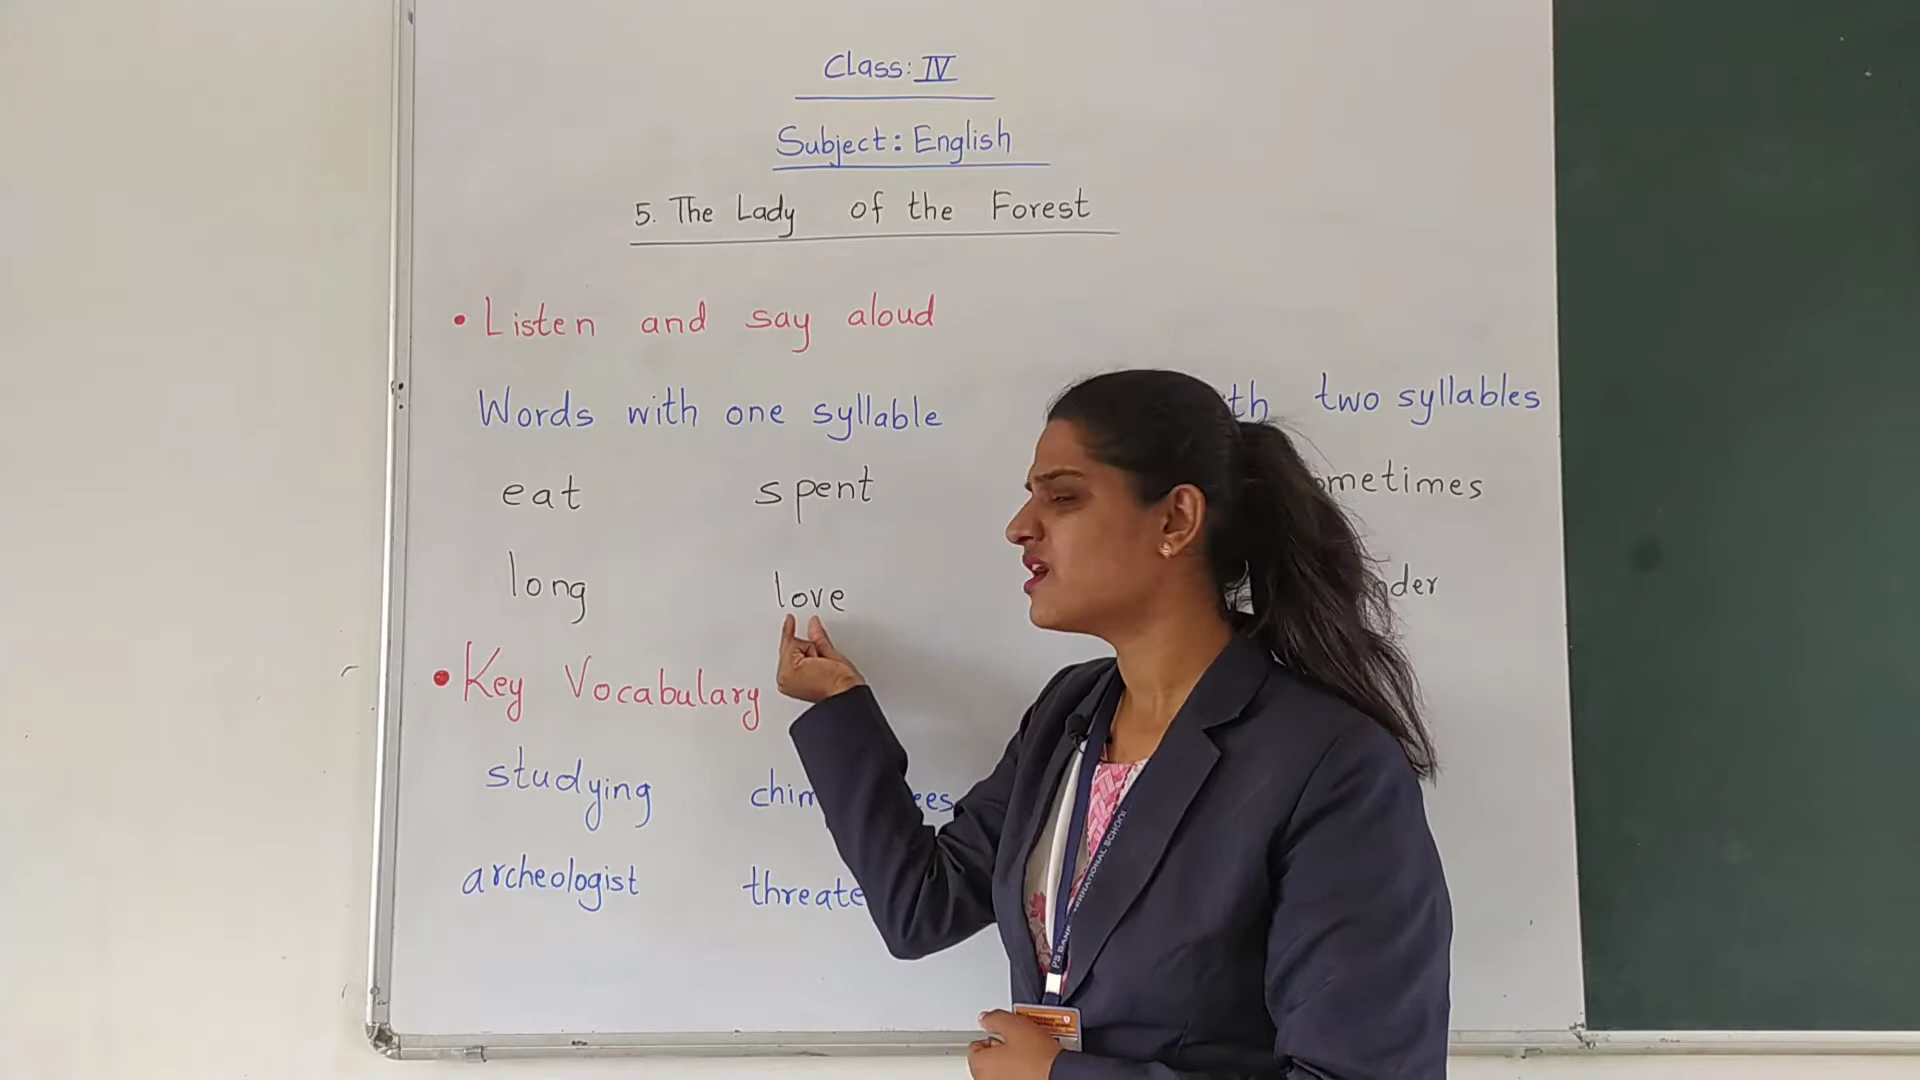 Class: IV
Subject: English
5. The Lady of the Forest
• Listen and say aloud
Words with one syllable
two syllables
eat spent
long love
• Key Vocabulary
studying
archeologist